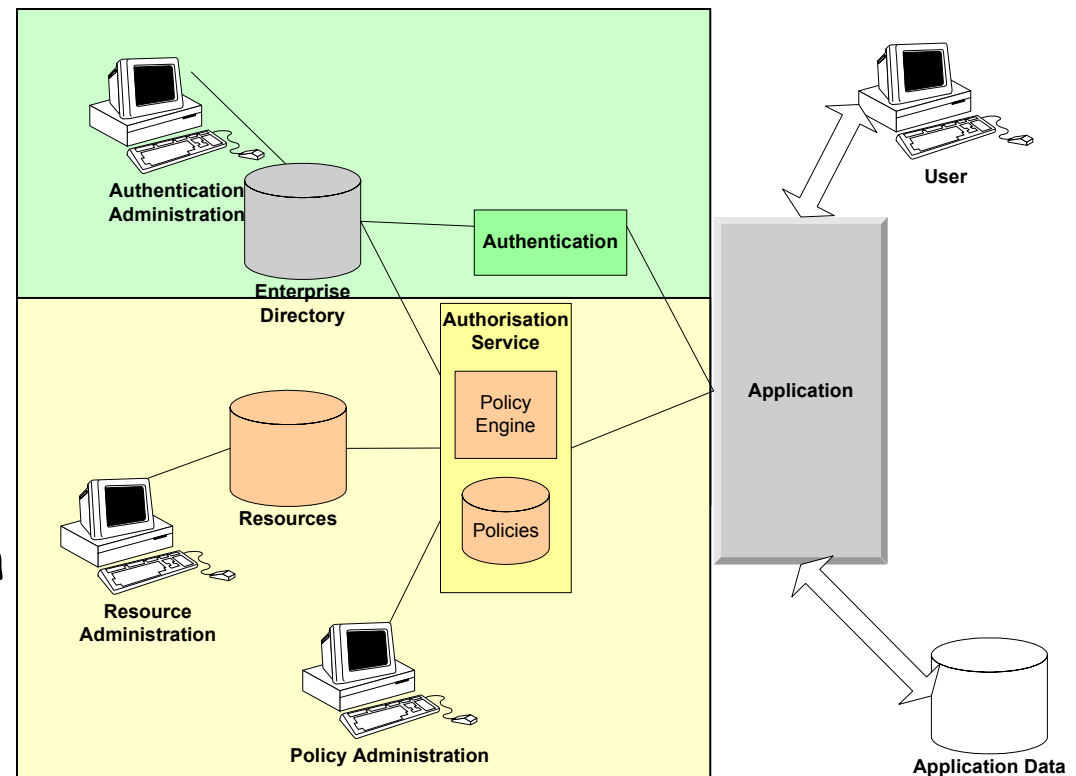 Authentication
Administration
User
Authentication
Enterprise
Directory
Authorisation
Service
Policy
Engine
Application
Resources
Policies
Resource
Administration
Policy Administration
Application Data